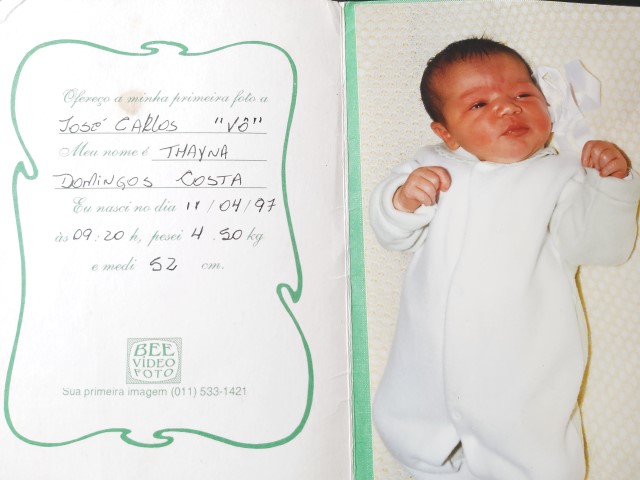 Ofereço a minha primeira foto a
JOSÉ CARLOS "VÔ"
Meu nome é THAYNA
DOMINGOS COSTA
Eu nasci no dia 11/04/97
às 09:20 h, pesei 4.50 kg
e medi 52 cm.
BEE
VÍDEO
FOTO
Sua primeira imagem (011) 533-1421